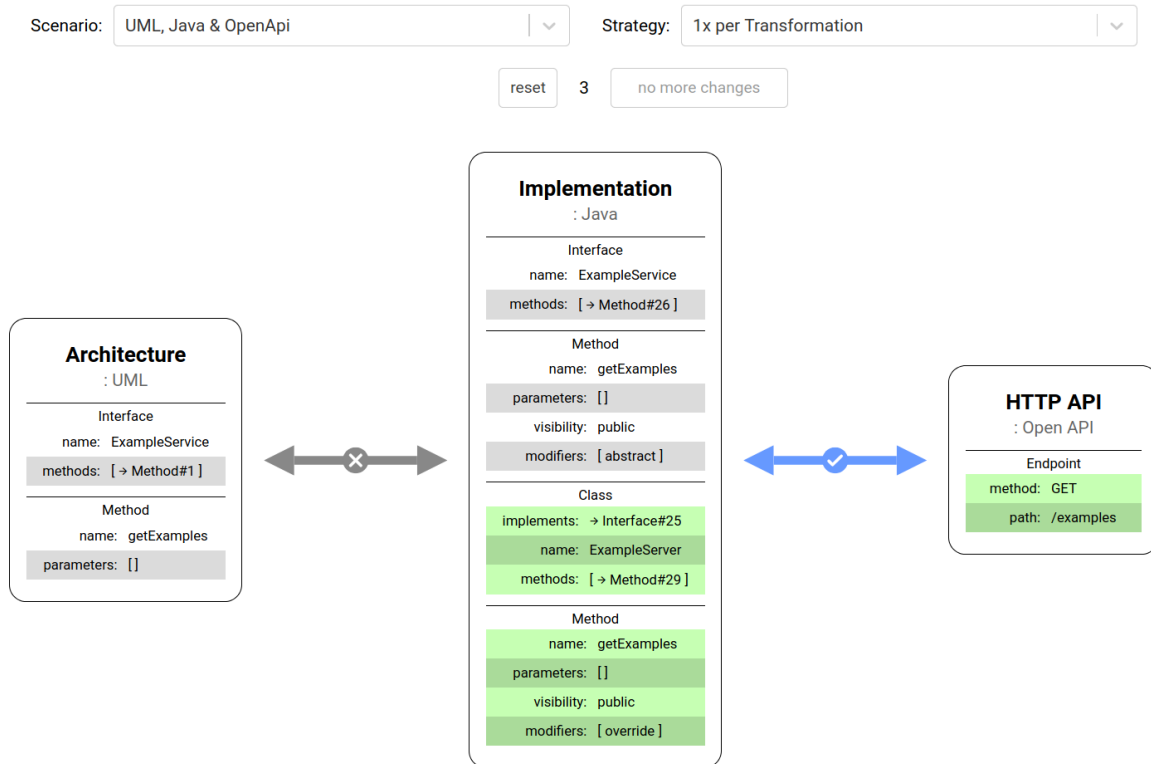 Scenario: UML, Java & OpenApi Strategy: 1x per Transformation
reset 3 no more changes
Architecture
: UML
Interface
name: ExampleService
methods: [ → Method#1 ]
Method
name: getExamples
parameters: [ ]
Implementation
: Java
Interface
name: ExampleService
methods: [ → Method#26 ]
Method
name: getExamples
parameters: [ ]
visibility: public
modifiers: [ abstract ]
Class
implements: → Interface#25
name: ExampleServer
methods: [ → Method#29 ]
Method
name: getExamples
parameters: [ ]
visibility: public
modifiers: [ override ]
HTTP API
: Open API
Endpoint
method: GET
path: /examples